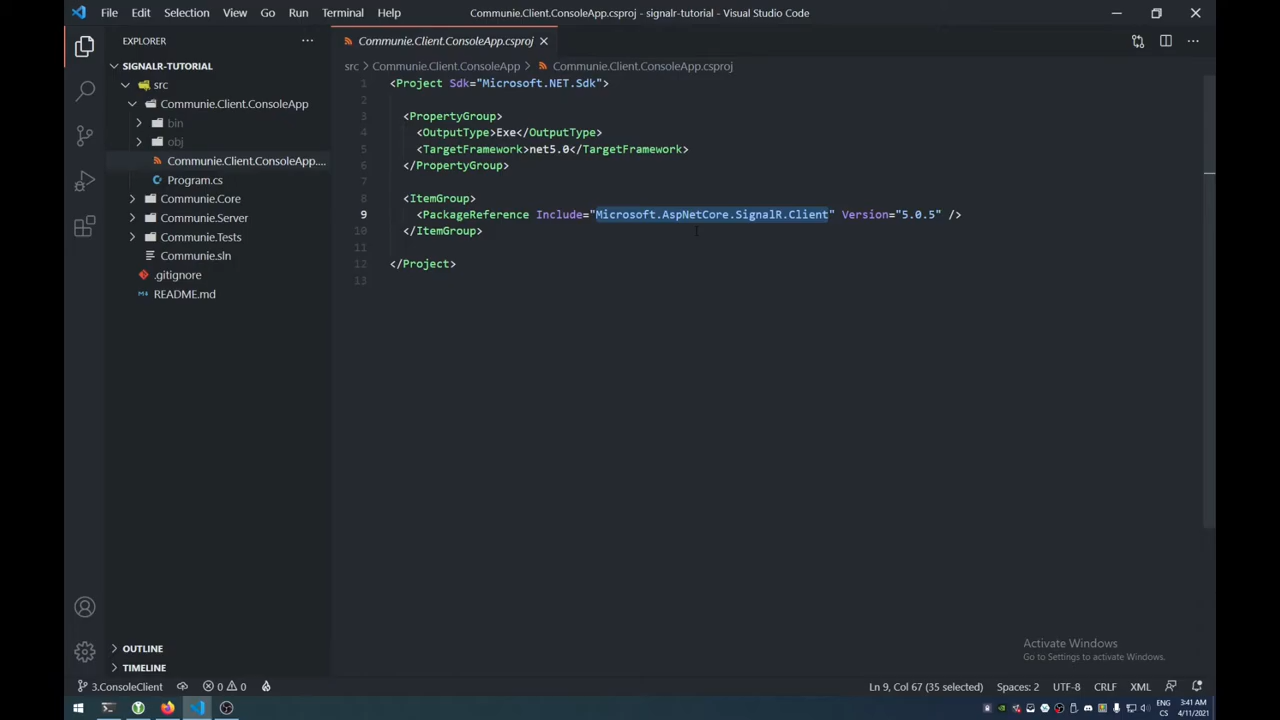 File Edit Selection View Go Run Terminal Help
Communie.Client.ConsoleApp.csproj - signalr-tutorial - Visual Studio Code
EXPLORER
Communie.Client.ConsoleApp.csproj
SIGNALR-TUTORIAL
src > Communie.Client.ConsoleApp > Communie.Client.ConsoleApp.csproj
src
Communie.Client.ConsoleApp
bin
obj
Communie.Client.ConsoleApp....
Program.cs
Communie.Core
Communie.Server
Communie.Tests
Communie.sln
.gitignore
README.md
1 <Project Sdk="Microsoft.NET.Sdk">
2
3 <PropertyGroup>
4 <OutputType>Exe</OutputType>
5 <TargetFramework>net5.0</TargetFramework>
6 </PropertyGroup>
7
8 <ItemGroup>
9 <PackageReference Include="Microsoft.AspNetCore.SignalR.Client" Version="5.0.5" />
10 </ItemGroup>
11
12 </Project>
13
OUTLINE
TIMELINE
Activate Windows
Go to Settings to activate Windows.
3.ConsoleClient 0 0
Ln 9, Col 67 (35 selected) Spaces: 2 UTF-8 CRLF XML
ENG 3:41 AM
CS 4/11/2021